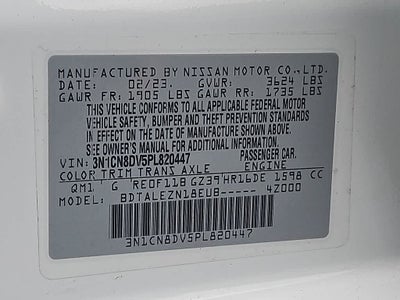 MANUFACTURED BY NISSAN MOTOR CO., LTD.
DATE: 02/23. GVWR: 3624 LBS
GAWR FR: 1905 LBS GAWR RR: 1735 LBS
THIS VEHICLE CONFORMS TO ALL APPLICABLE FEDERAL MOTOR
VEHICLE SAFETY, BUMPER AND THEFT PREVENTION STANDARDS
IN EFFECT ON THE DATE OF MANUFACTURE SHOWN ABOVE.
SEE OWNER'S MANUAL FOR ADDITIONAL INFORMATION.
VIN: 3N1CN8DV5PL820447 PASSENGER CAR.
COLOR TRIM TRANS AXLE ENGINE
QM1 G RE0F11B GZ39 HR16DE 1598 CC
MODEL: BDTALEZN18EUB----- 4Z000
3N1CN8DV5PL820447